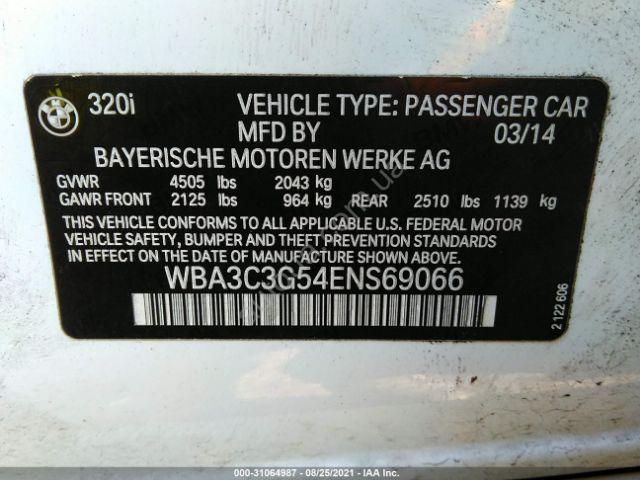 BMW 320i VEHICLE TYPE: PASSENGER CAR
MFD BY 03/14
BAYERISCHE MOTOREN WERKE AG
GVWR 4505 lbs 2043 kg
GAWR FRONT 2125 lbs 964 kg REAR 2510 lbs 1139 kg
THIS VEHICLE CONFORMS TO ALL APPLICABLE U.S. FEDERAL MOTOR
VEHICLE SAFETY, BUMPER AND THEFT PREVENTION STANDARDS
IN EFFECT ON THE DATE OF MANUFACTURE SHOWN ABOVE.
WBA3C3G54ENS69066
2 122 606
000-31064987 - 08/25/2021 - IAA Inc.